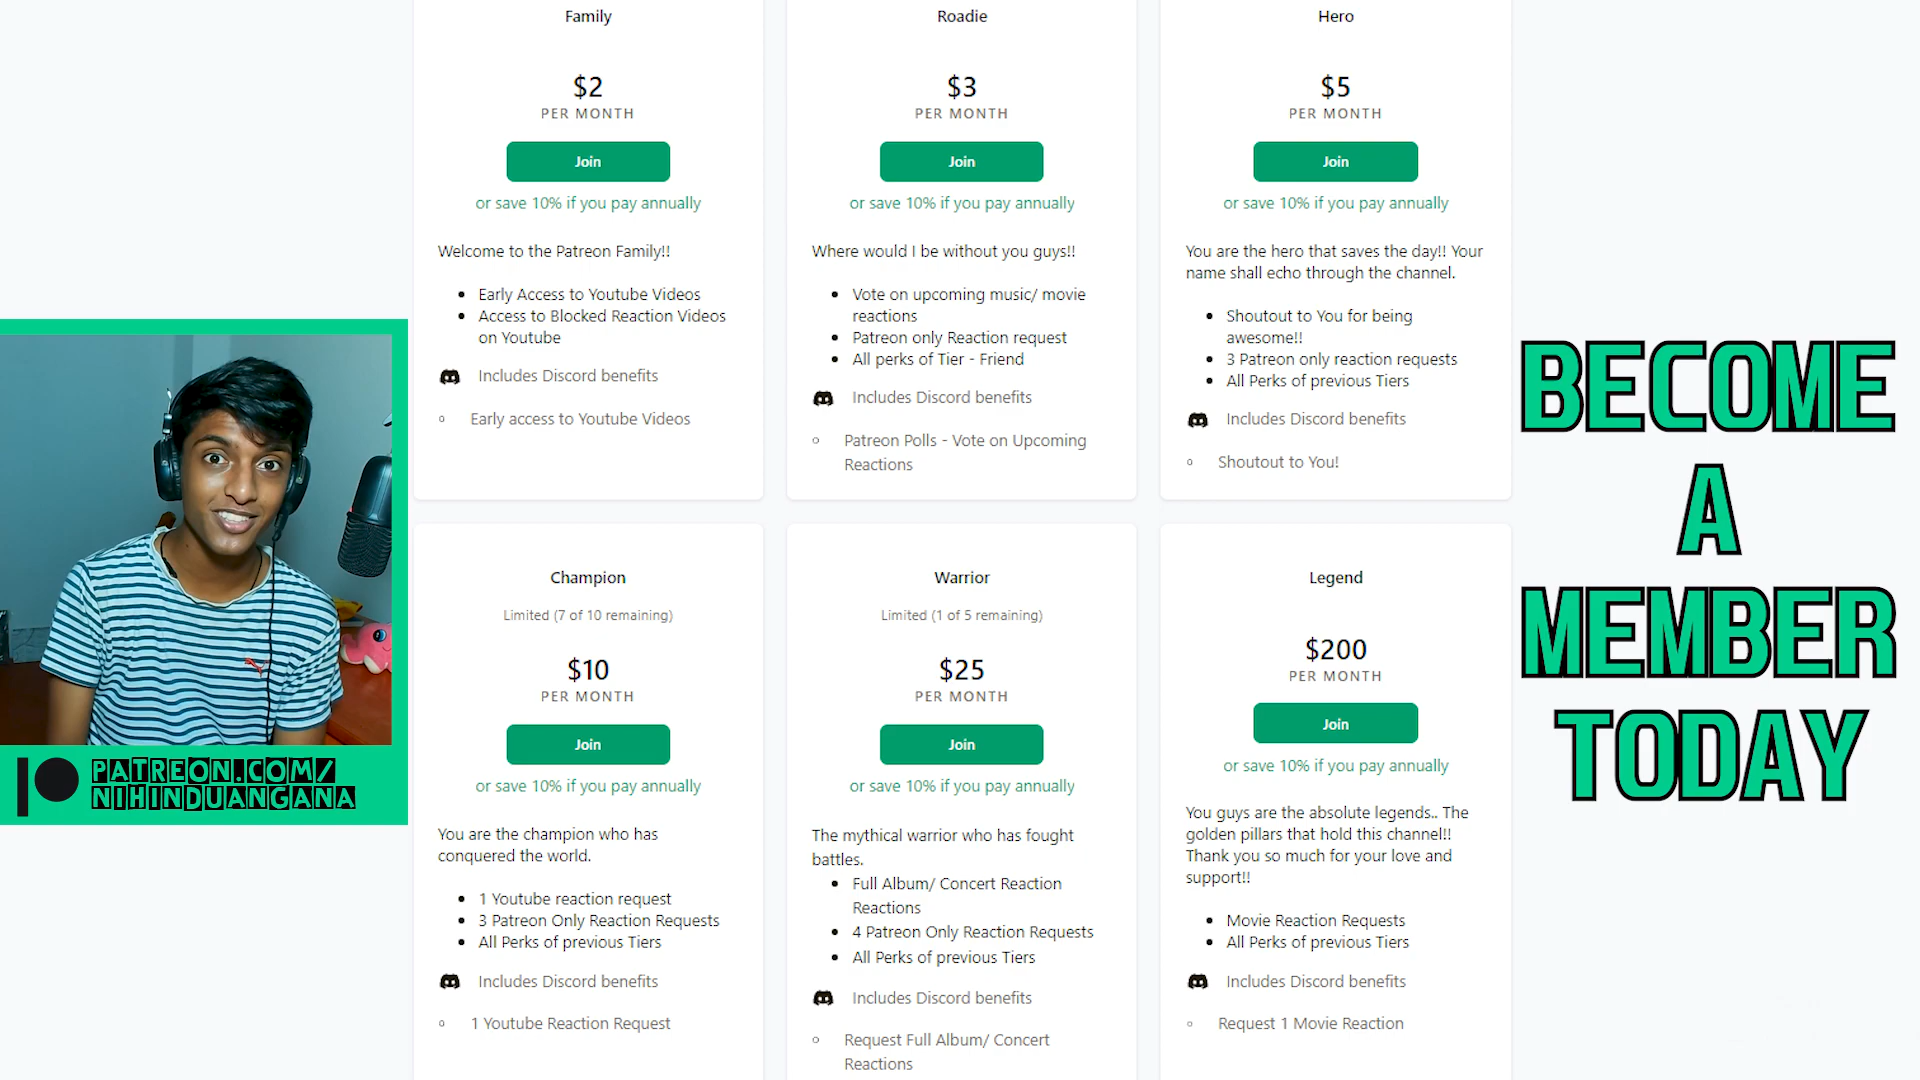 Family
$2
PER MONTH
Join
or save 10% if you pay annually
Welcome to the Patreon Family!!
Early Access to Youtube Videos
Access to Blocked Reaction Videos
on Youtube
Includes Discord benefits
Early access to Youtube Videos
Roadie
$3
PER MONTH
Join
or save 10% if you pay annually
Where would I be without you guys!!
Vote on upcoming music/ movie
reactions
Patreon only Reaction request
All perks of Tier - Friend
Includes Discord benefits
Patreon Polls - Vote on Upcoming
Reactions
Hero
$5
PER MONTH
Join
or save 10% if you pay annually
You are the hero that saves the day!! Your
name shall echo through the channel.
Shoutout to You for being
awesome!!
3 Patreon only reaction requests
All Perks of previous Tiers
Includes Discord benefits
Shoutout to You!
Champion
Limited (7 of 10 remaining)
$10
PER MONTH
Join
or save 10% if you pay annually
You are the champion who has
conquered the world.
1 Youtube reaction request
3 Patreon Only Reaction Requests
All Perks of previous Tiers
Includes Discord benefits
1 Youtube Reaction Request
Warrior
Limited (1 of 5 remaining)
$25
PER MONTH
Join
or save 10% if you pay annually
The mythical warrior who has fought
battles.
Full Album/ Concert Reaction
Reactions
4 Patreon Only Reaction Requests
All Perks of previous Tiers
Includes Discord benefits
Request Full Album/ Concert
Reactions
Legend
$200
PER MONTH
Join
or save 10% if you pay annually
You guys are the absolute legends.. The
golden pillars that hold this channel!!
Thank you so much for your love and
support!!
Movie Reaction Requests
All Perks of previous Tiers
Includes Discord benefits
Request 1 Movie Reaction
PATREON.COM/
NIHINDUANGANA
BECOME
A
MEMBER
TODAY